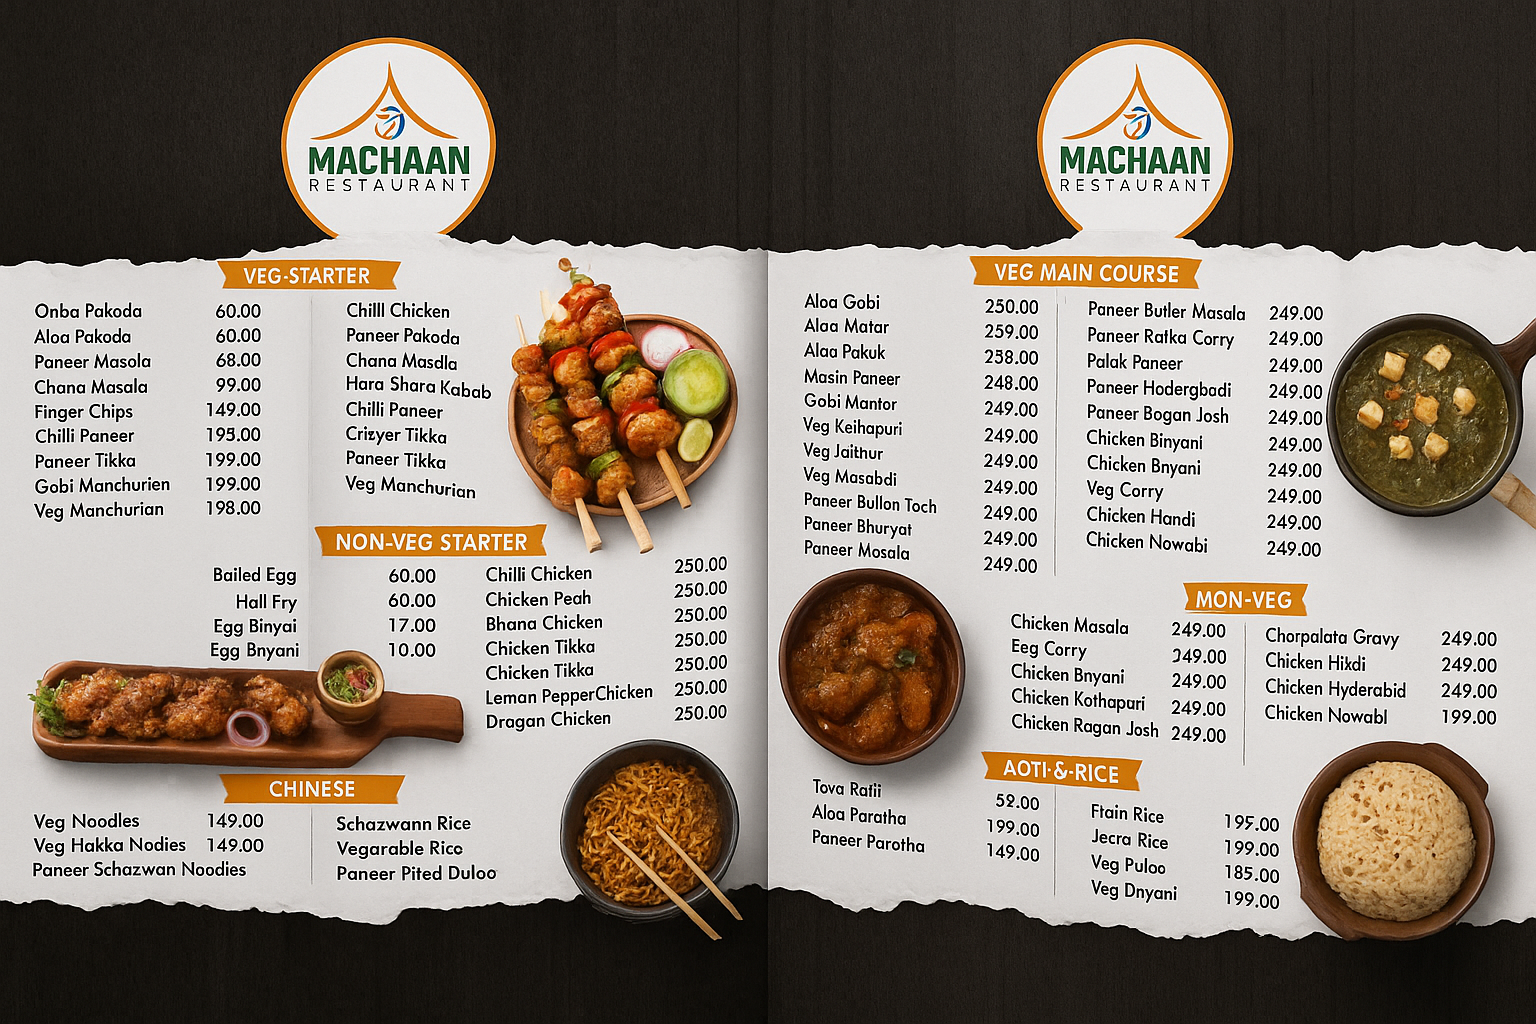 MACHAAN
RESTAURANT
VEG-STARTER
Onba Pakoda 60.00
Aloa Pakoda 60.00
Paneer Masola 68.00
Chana Masala 99.00
Finger Chips 149.00
Chilli Paneer 195.00
Paneer Tikka 199.00
Gobi Manchurien 199.00
Veg Manchurian 198.00
Chilll Chicken
Paneer Pakoda
Chana Masdla
Hara Shara Kabab
Chilli Paneer
Crizyer Tikka
Paneer Tikka
Veg Manchurian
NON-VEG STARTER
Bailed Egg 60.00
Hall Fry 60.00
Egg Binyai 17.00
Egg Bnyani 10.00
Chilli Chicken 250.00
Chicken Peah 250.00
Bhana Chicken 250.00
Chicken Tikka 250.00
Chicken Tikka 250.00
Leman PepperChicken 250.00
Dragan Chicken 250.00
CHINESE
Veg Noodles 149.00
Veg Hakka Nodies 149.00
Paneer Schazwan Noodies
Schazwann Rice
Vegarable Rico
Paneer Pited Duloo
MACHAAN
RESTAURANT
VEG MAIN COURSE
Aloa Gobi 250.00
Alaa Matar 259.00
Alaa Pakuk 258.00
Masin Paneer 248.00
Gobi Mantor 249.00
Veg Keihapuri 249.00
Veg Jaithur 249.00
Veg Masabdi 249.00
Paneer Bullon Toch 249.00
Paneer Bhuryat 249.00
Paneer Mosala 249.00
Paneer Butler Masala 249.00
Paneer Ratka Corry 249.00
Palak Paneer 249.00
Paneer Hodergbadi 249.00
Paneer Bogan Josh 249.00
Chicken Binyani 249.00
Chicken Bnyani 249.00
Veg Corry 249.00
Chicken Handi 249.00
Chicken Nowabi 249.00
MON-VEG
Chicken Masala 249.00
Eeg Corry 349.00
Chicken Bnyani 249.00
Chicken Kothapari 249.00
Chicken Ragan Josh 249.00
Chorpalata Gravy 249.00
Chicken Hikdi 249.00
Chicken Hyderabid 249.00
Chicken Nowabl 199.00
AOTI·&·RICE
Tova Ratii 52.00
Aloa Paratha 199.00
Paneer Parotha 149.00
Ftain Rice 195.00
Jecra Rice 199.00
Veg Puloo 185.00
Veg Dnyani 199.00